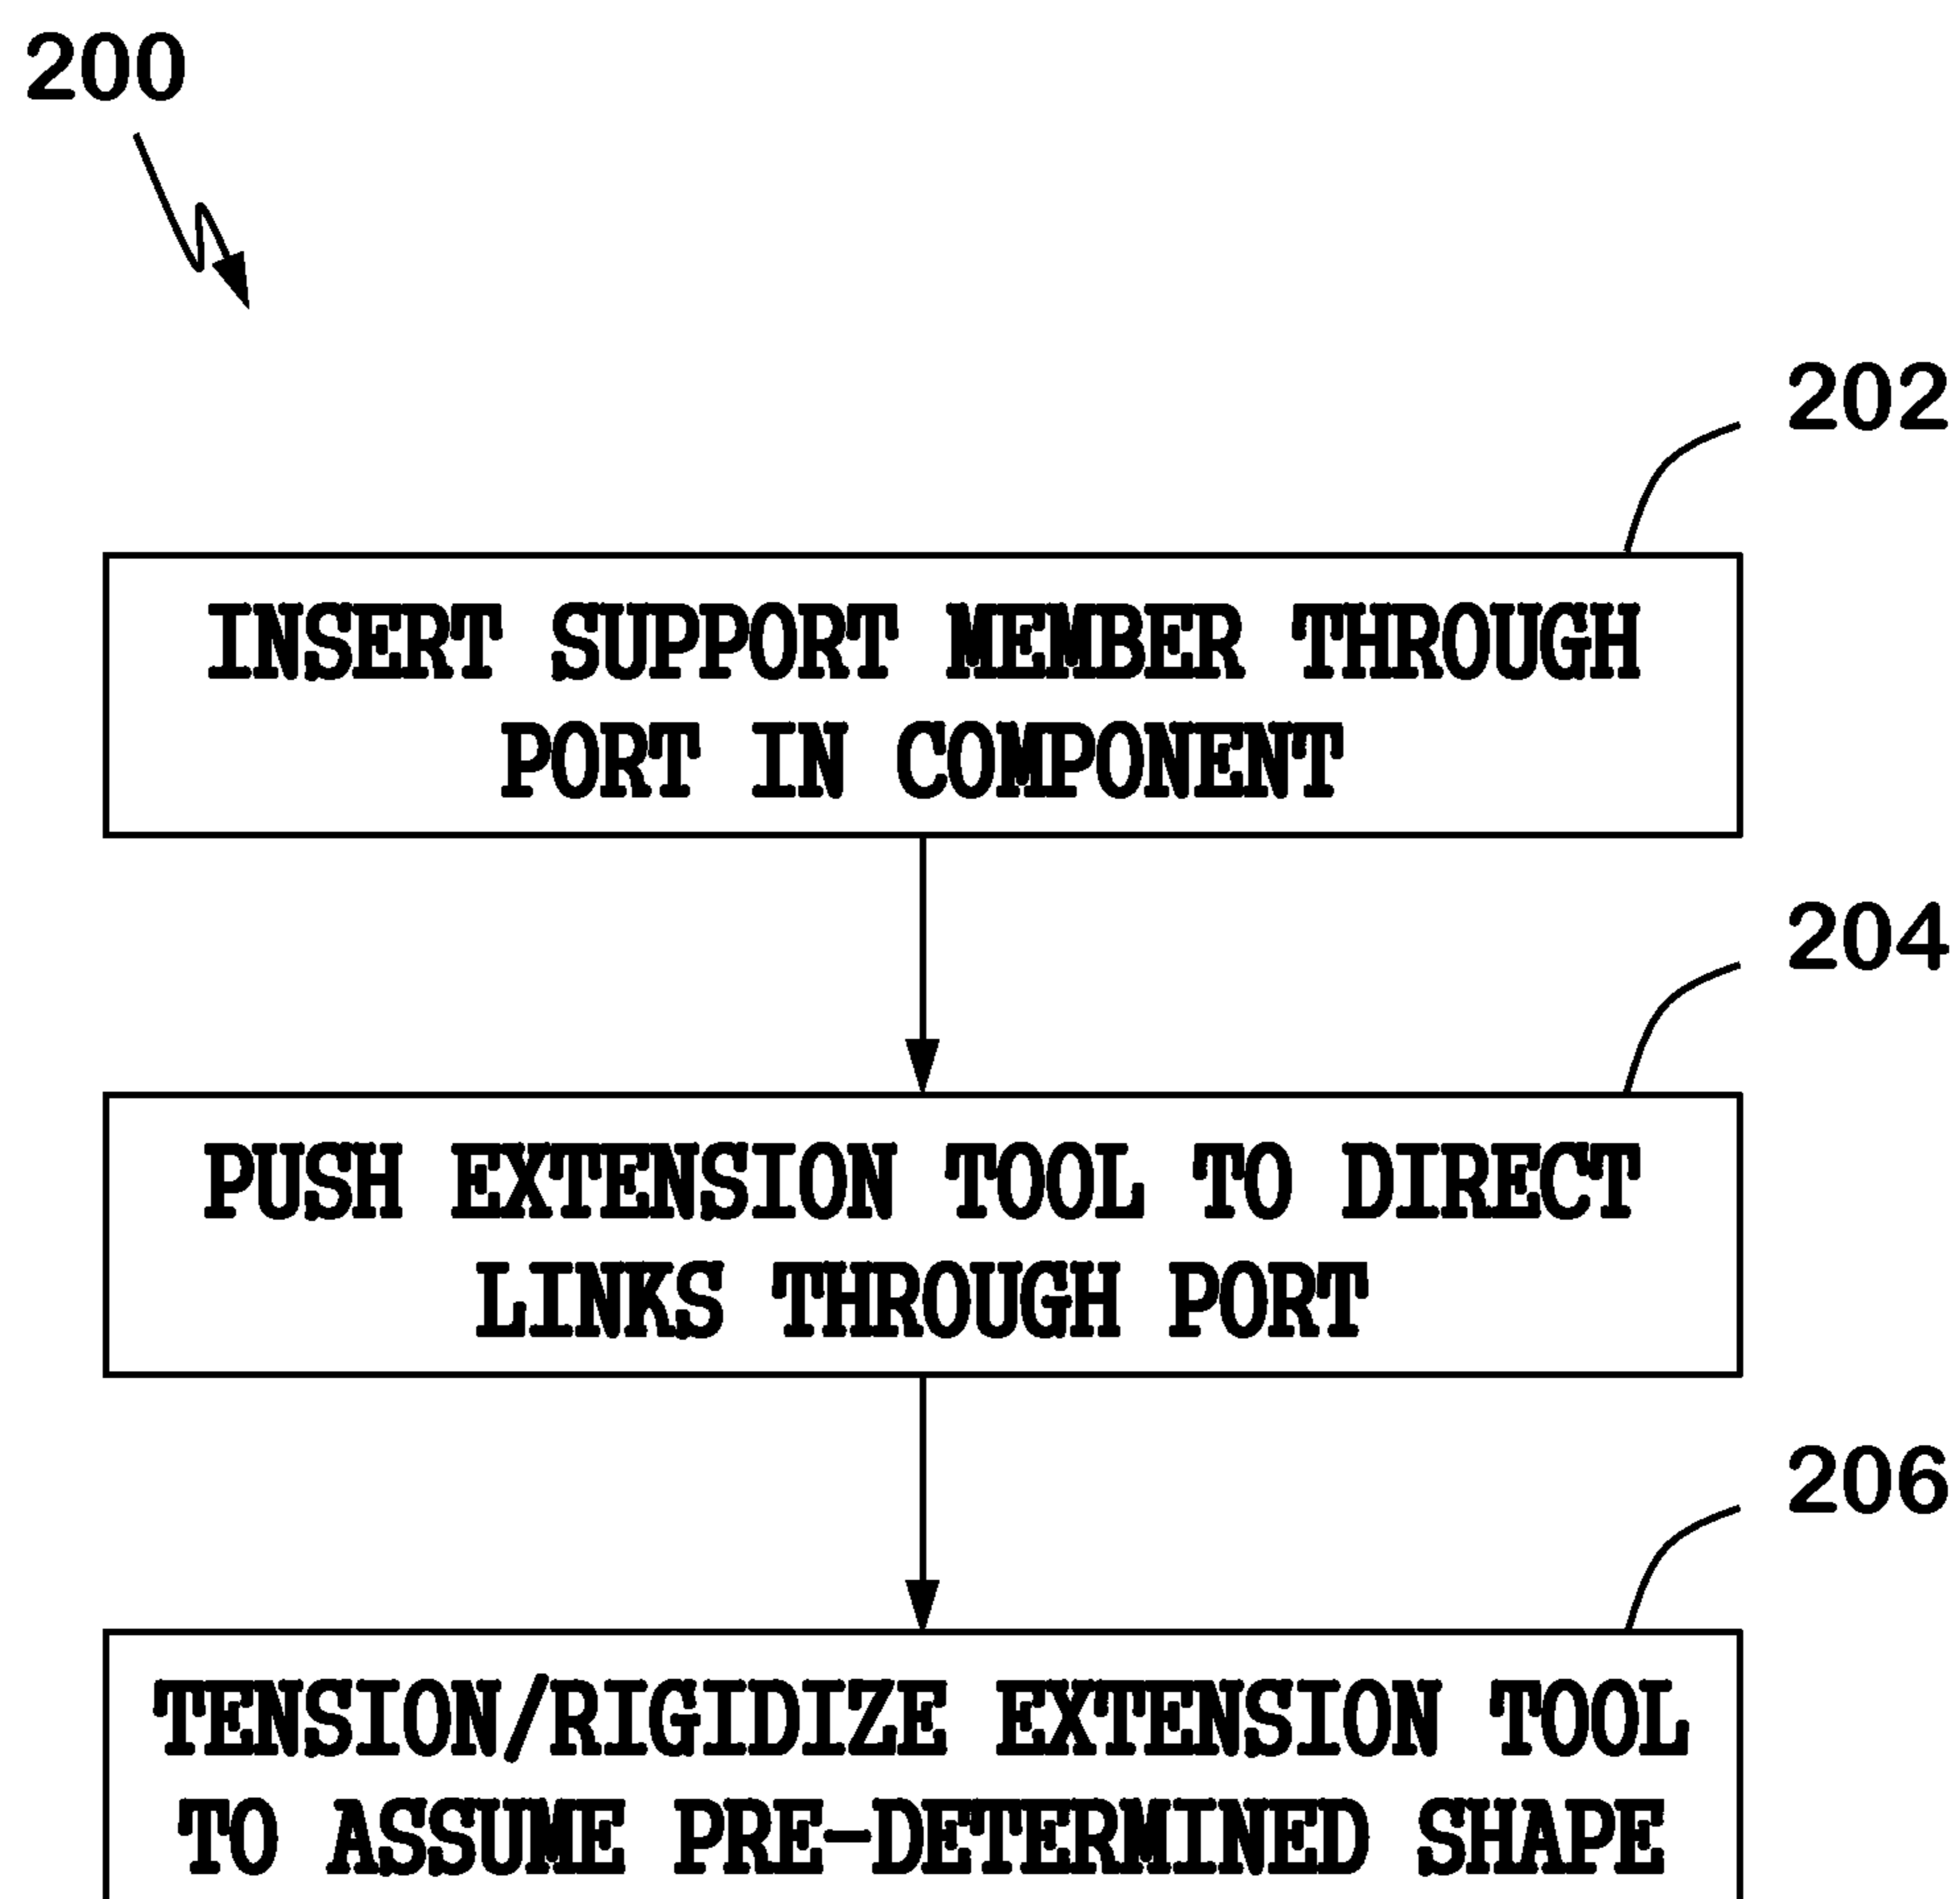 200
202
INSERT SUPPORT MEMBER THROUGH
PORT IN COMPONENT
204
PUSH EXTENSION TOOL TO DIRECT
LINKS THROUGH PORT
206
TENSION/RIGIDIZE EXTENSION TOOL
TO ASSUME PRE-DETERMINED SHAPE